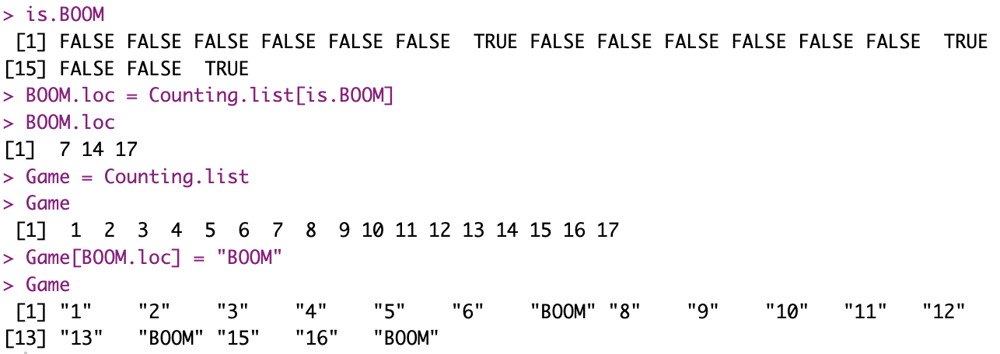 > is.BOOM
 [1] FALSE FALSE FALSE FALSE FALSE FALSE  TRUE FALSE FALSE FALSE FALSE FALSE FALSE  TRUE
[15] FALSE FALSE  TRUE
> BOOM.loc = Counting.list[is.BOOM]
> BOOM.loc
[1]  7 14 17
> Game = Counting.list
> Game
 [1]  1  2  3  4  5  6  7  8  9 10 11 12 13 14 15 16 17
> Game[BOOM.loc] = "BOOM"
> Game
 [1] "1"    "2"    "3"    "4"    "5"    "6"    "BOOM" "8"    "9"    "10"   "11"   "12"
[13] "13"   "BOOM" "15"   "16"   "BOOM"